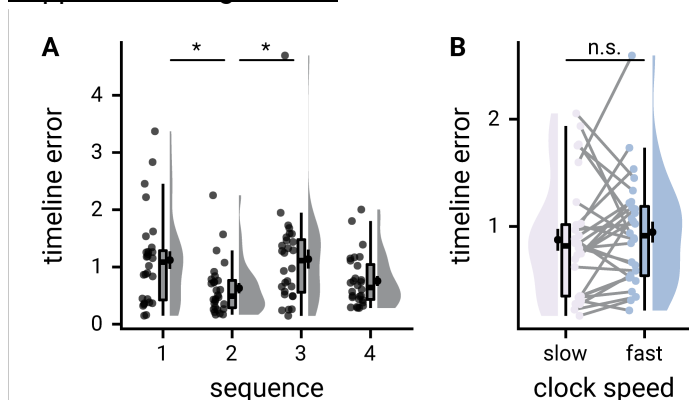 A
B
*
*
n.s.
timeline error
4
3
2
1
0
1
2
3
4
sequence
timeline error
2
1
slow
fast
clock speed